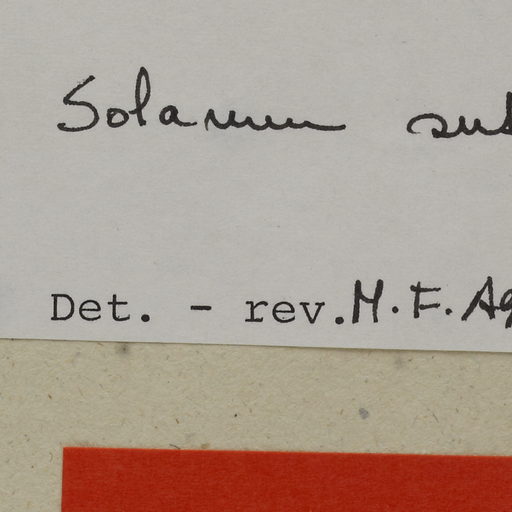 Solanum
Det. - rev. M. F.